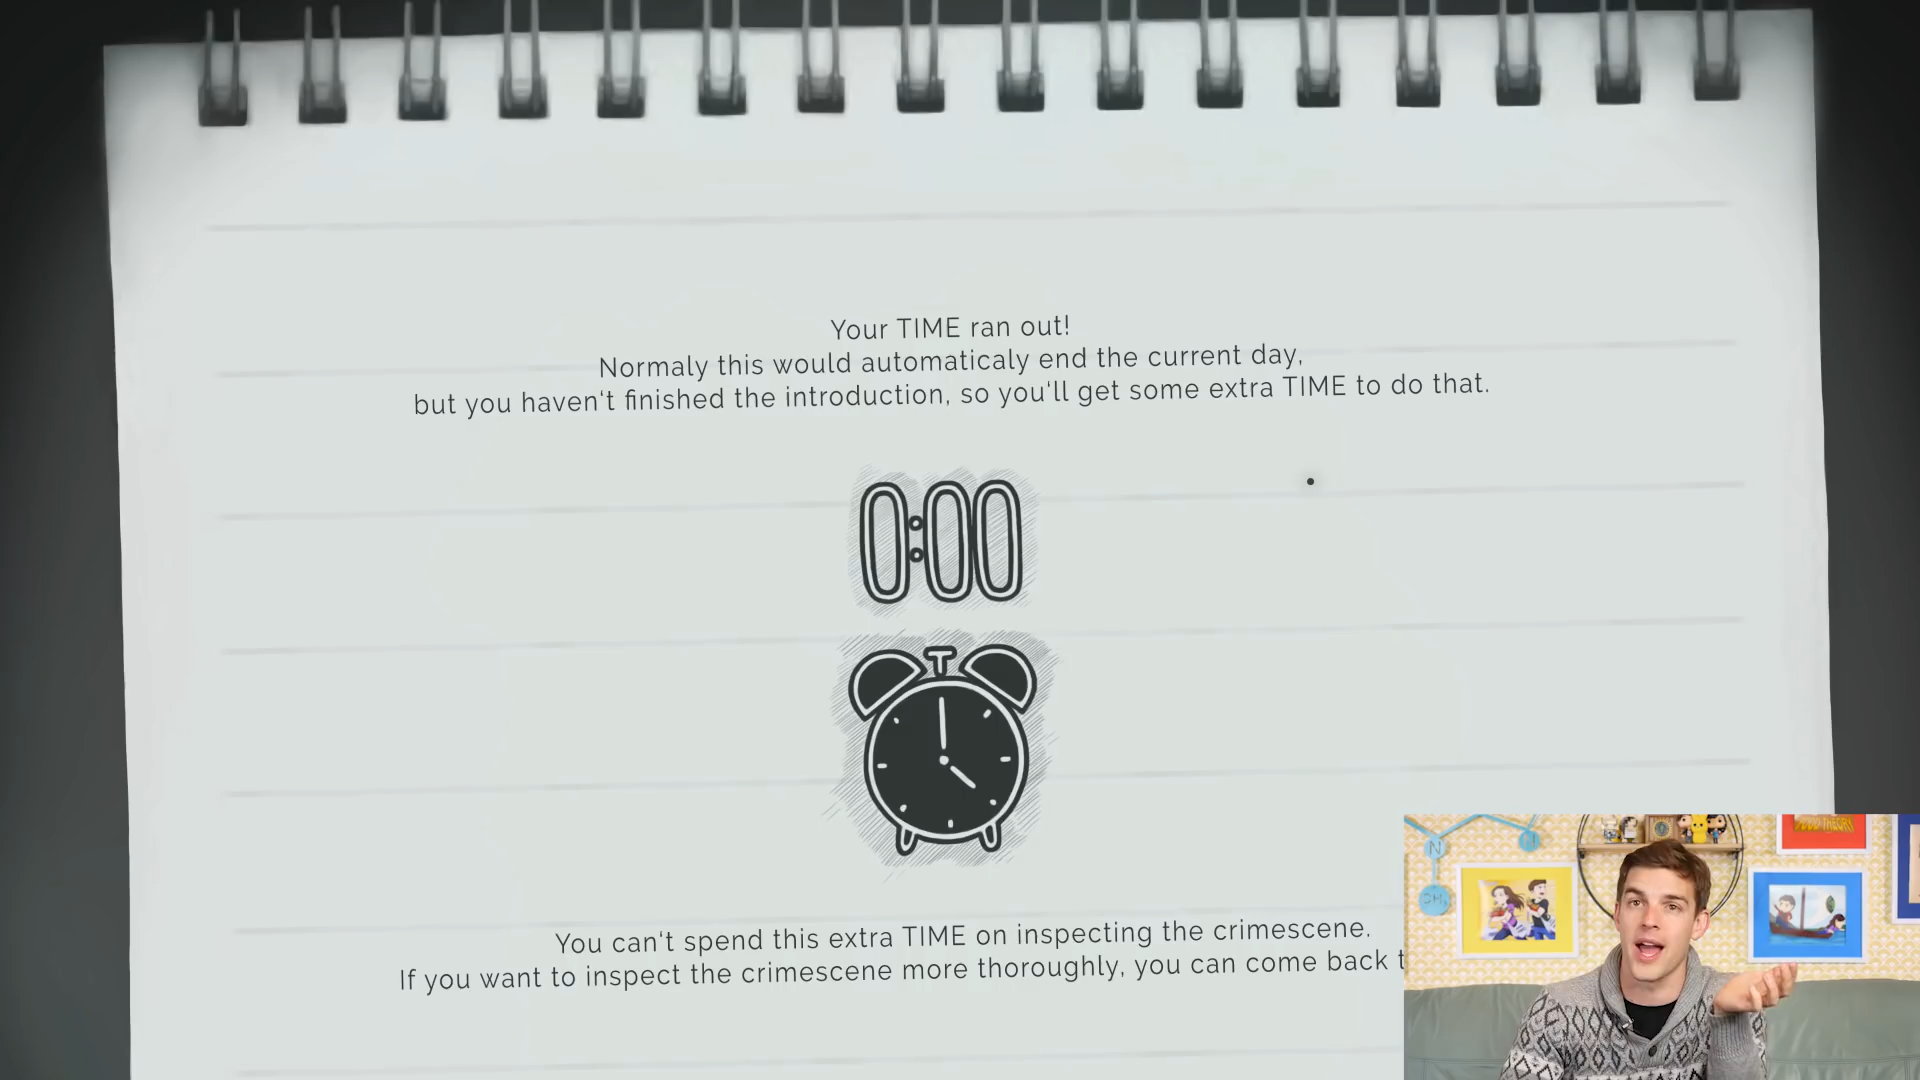 Your TIME ran out!
Normaly this would automaticaly end the current day,
but you haven't finished the introduction, so you'll get some extra TIME to do that.
0:00
You can't spend this extra TIME on inspecting the crimescene.
If you want to inspect the crimescene more thoroughly, you can come back t
N
FOOD THEORY